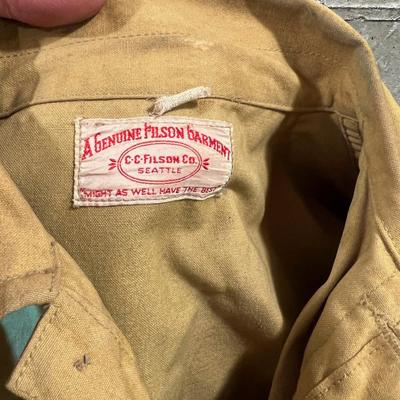 A GENUINE FILSON GARMENT
C·C·FILSON CO.
SEATTLE
"MIGHT AS WELL HAVE THE BEST"